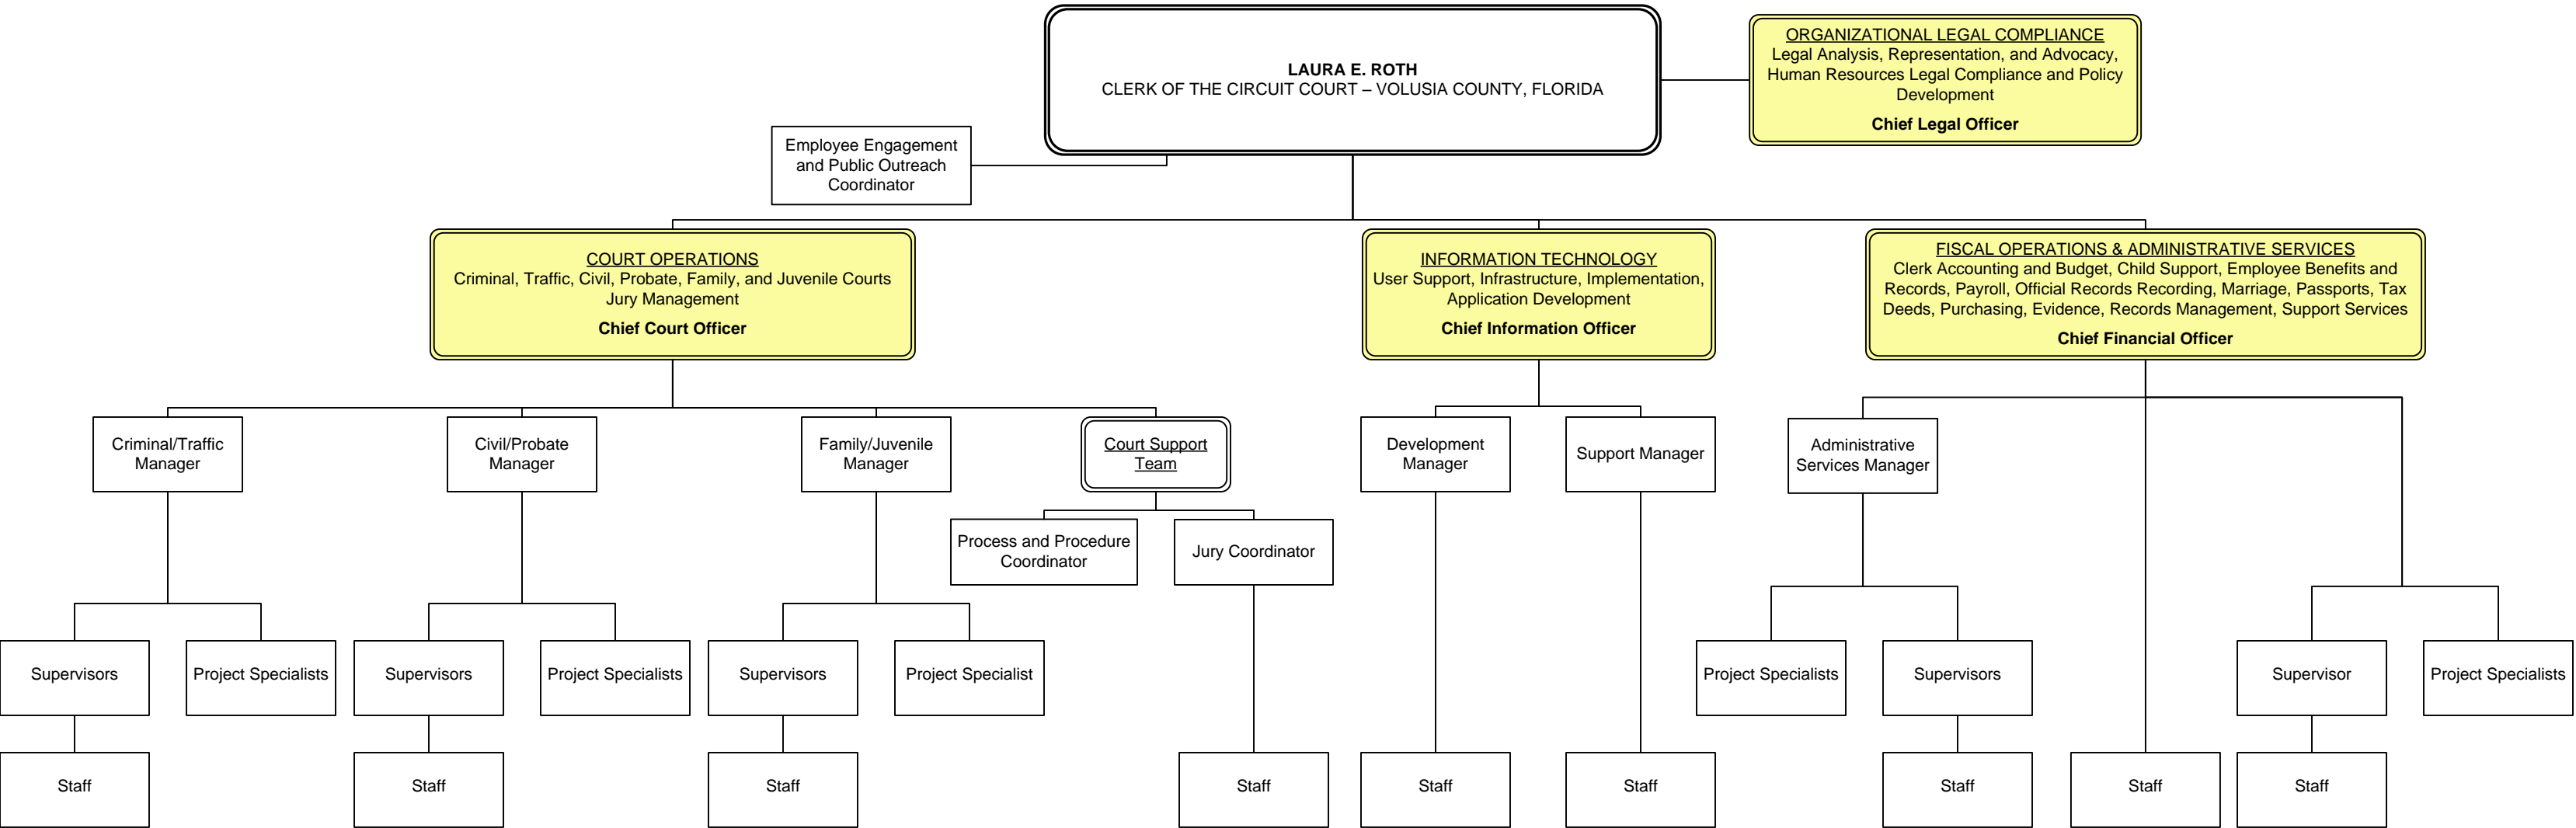 LAURA E. ROTH
CLERK OF THE CIRCUIT COURT – VOLUSIA COUNTY, FLORIDA
ORGANIZATIONAL LEGAL COMPLIANCE
Legal Analysis, Representation, and Advocacy,
Human Resources Legal Compliance and Policy
Development
Chief Legal Officer
Employee Engagement
and Public Outreach
Coordinator
COURT OPERATIONS
Criminal, Traffic, Civil, Probate, Family, and Juvenile Courts
Jury Management
Chief Court Officer
INFORMATION TECHNOLOGY
User Support, Infrastructure, Implementation,
Application Development
Chief Information Officer
FISCAL OPERATIONS & ADMINISTRATIVE SERVICES
Clerk Accounting and Budget, Child Support, Employee Benefits and
Records, Payroll, Official Records Recording, Marriage, Passports, Tax
Deeds, Purchasing, Evidence, Records Management, Support Services
Chief Financial Officer
Criminal/Traffic
Manager
Civil/Probate
Manager
Family/Juvenile
Manager
Court Support
Team
Development
Manager
Support Manager
Administrative
Services Manager
Process and Procedure
Coordinator
Jury Coordinator
Supervisors
Project Specialists
Supervisors
Project Specialists
Supervisors
Project Specialist
Project Specialists
Supervisors
Supervisor
Project Specialists
Staff
Staff
Staff
Staff
Staff
Staff
Staff
Staff
Staff